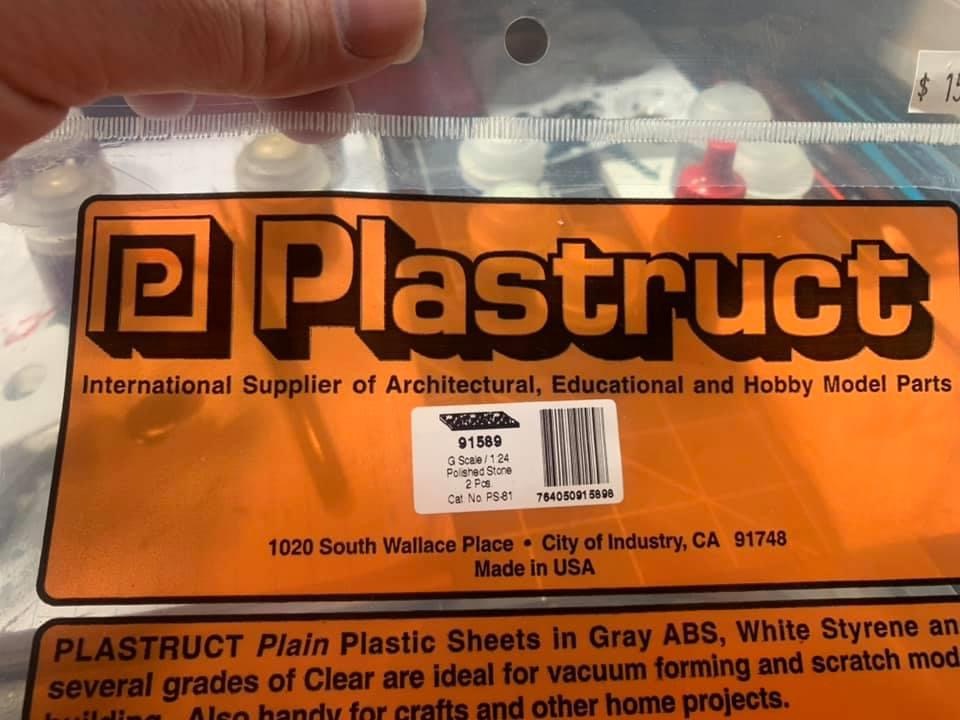 $ 15
P Plastruct
International Supplier of Architectural, Educational and Hobby Model Parts
91589
G Scale / 1:24
Polished Stone
2 Pcs.
Cat. No. PS-81
764050915898
1020 South Wallace Place • City of Industry, CA 91748
Made in USA
PLASTRUCT Plain Plastic Sheets in Gray ABS, White Styrene an
several grades of Clear are ideal for vacuum forming and scratch mod
building. Also handy for crafts and other home projects.